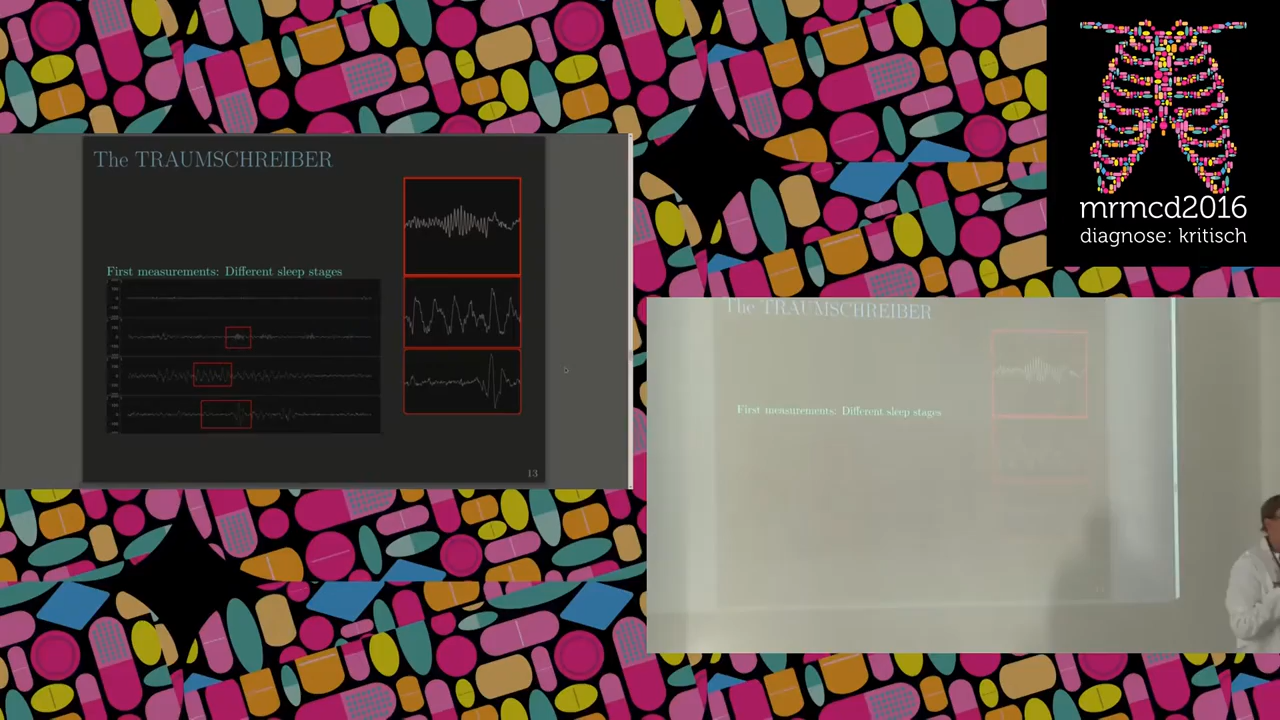 The TRAUMSCHREIBER
First measurements: Different sleep stages
13
mrmcd2016
diagnose: kritisch
The TRAUMSCHREIBER
First measurements: Different sleep stages